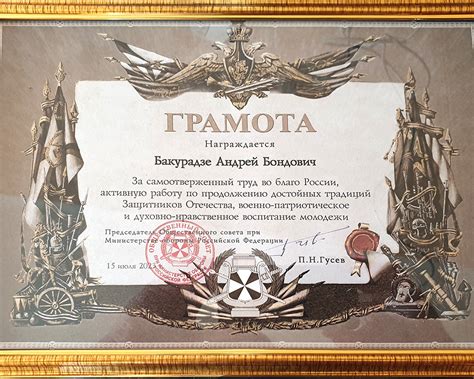 ГРАМОТА
Награждается
Бакурадзе Андрей Бондович
За самоотверженный труд во благо России,
активную работу по продолжению достойных традиций
Защитников Отечества, военно-патриотическое
и духовно-нравственное воспитание молодежи
Председатель Общественного совета при
Министерстве обороны Российской Федерации
15 июля
П.Н.Гусев